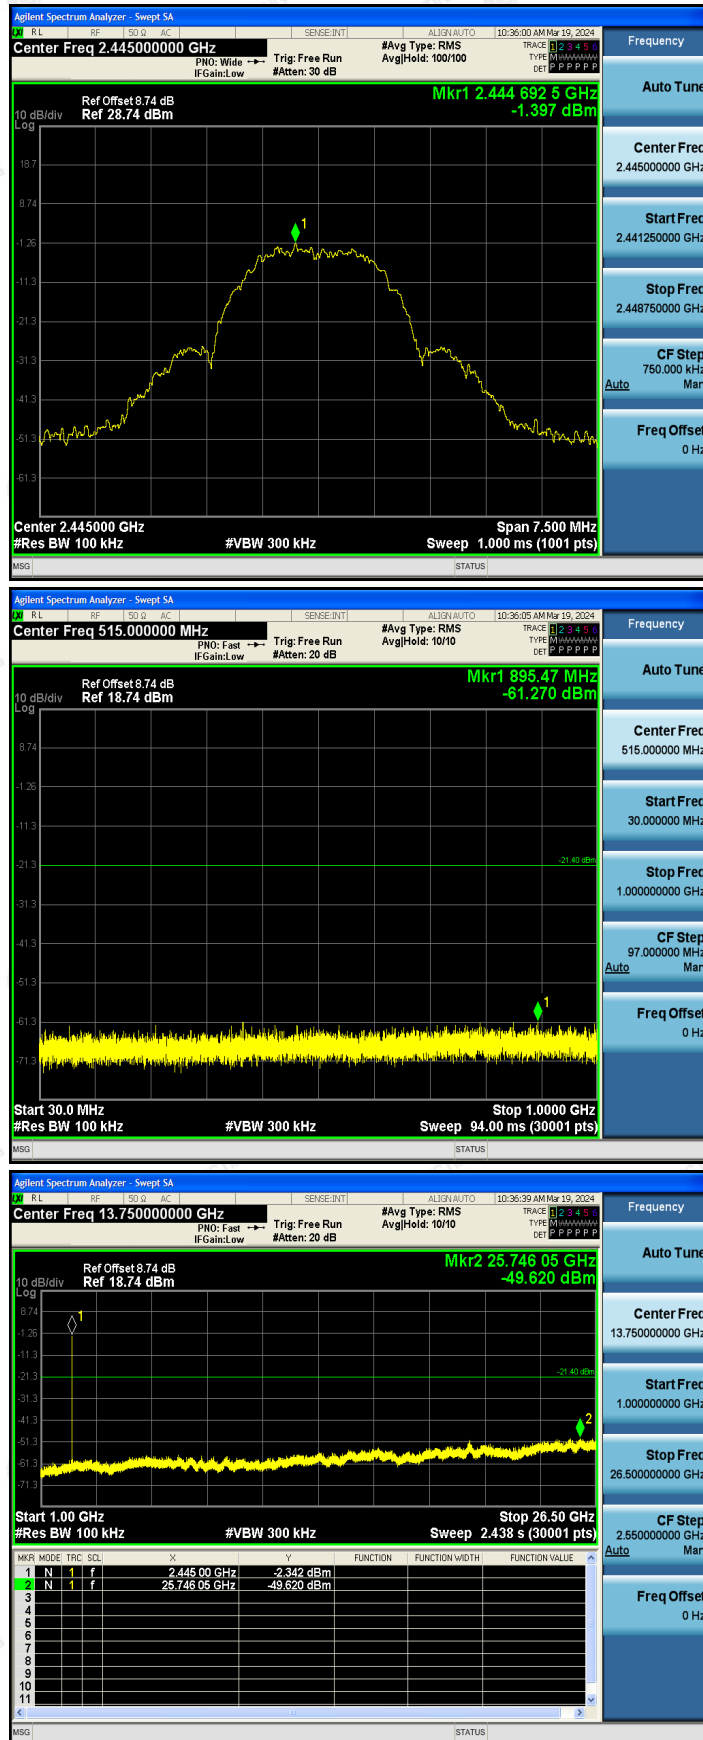 Agilent Spectrum Analyzer - Swept SA
LXI RL RF 50 Ω AC SENSE:INT ALIGN AUTO 10:36:00 AM Mar 19, 2024
Center Freq 2.445000000 GHz #Avg Type: RMS TRACE 1 2 3 4 5 6
PNO: Wide Trig: Free Run Avg|Hold: 100/100 TYPE M WWWWW
IFGain:Low #Atten: 30 dB DET P P P P P P
Ref Offset 8.74 dB Mkr1 2.444 692 5 GHz
10 dB/div Ref 28.74 dBm -1.397 dBm
Log
18.7
8.74
1
-1.26
-11.3
-21.3
-31.3
-41.3
-51.3
-61.3
Center 2.445000 GHz Span 7.500 MHz
#Res BW 100 kHz #VBW 300 kHz Sweep 1.000 ms (1001 pts)
MSG STATUS
Frequency
Auto Tune
Center Freq
2.445000000 GHz
Start Freq
2.441250000 GHz
Stop Freq
2.448750000 GHz
CF Step
750.000 kHz
Auto Man
Freq Offset
0 Hz
Agilent Spectrum Analyzer - Swept SA
LXI RL RF 50 Ω AC SENSE:INT ALIGN AUTO 10:36:05 AM Mar 19, 2024
Center Freq 515.000000 MHz #Avg Type: RMS TRACE 1 2 3 4 5 6
PNO: Fast Trig: Free Run Avg|Hold: 10/10 TYPE M WWWWW
IFGain:Low #Atten: 20 dB DET P P P P P P
Ref Offset 8.74 dB Mkr1 895.47 MHz
10 dB/div Ref 18.74 dBm -61.270 dBm
Log
8.74
-1.26
-11.3
-21.40 dBm
-21.3
-31.3
-41.3
-51.3
1
-61.3
-71.3
Start 30.0 MHz Stop 1.0000 GHz
#Res BW 100 kHz #VBW 300 kHz Sweep 94.00 ms (30001 pts)
MSG STATUS
Frequency
Auto Tune
Center Freq
515.000000 MHz
Start Freq
30.000000 MHz
Stop Freq
1.000000000 GHz
CF Step
97.000000 MHz
Auto Man
Freq Offset
0 Hz
Agilent Spectrum Analyzer - Swept SA
LXI RL RF 50 Ω AC SENSE:INT ALIGN AUTO 10:36:39 AM Mar 19, 2024
Center Freq 13.750000000 GHz #Avg Type: RMS TRACE 1 2 3 4 5 6
PNO: Fast Trig: Free Run Avg|Hold: 10/10 TYPE M WWWWW
IFGain:Low #Atten: 20 dB DET P P P P P P
Ref Offset 8.74 dB Mkr2 25.746 05 GHz
10 dB/div Ref 18.74 dBm -49.620 dBm
Log
8.74
1
-1.26
-11.3
-21.40 dBm
-21.3
-31.3
-41.3
2
-51.3
-61.3
-71.3
Start 1.00 GHz Stop 26.50 GHz
#Res BW 100 kHz #VBW 300 kHz Sweep 2.438 s (30001 pts)
MKR MODE TRC SCL X Y FUNCTION FUNCTION WIDTH FUNCTION VALUE
1 N 1 f 2.445 00 GHz -2.342 dBm
2 N 1 f 25.746 05 GHz -49.620 dBm
3
4
5
6
7
8
9
10
11
MSG STATUS
Frequency
Auto Tune
Center Freq
13.750000000 GHz
Start Freq
1.000000000 GHz
Stop Freq
26.500000000 GHz
CF Step
2.550000000 GHz
Auto Man
Freq Offset
0 Hz